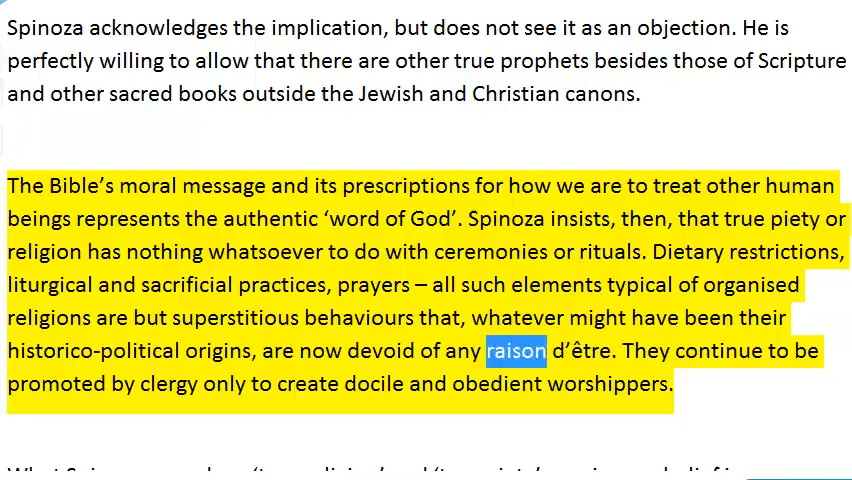 Spinoza acknowledges the implication, but does not see it as an objection. He is
perfectly willing to allow that there are other true prophets besides those of Scripture
and other sacred books outside the Jewish and Christian canons.
The Bible’s moral message and its prescriptions for how we are to treat other human
beings represents the authentic ‘word of God’. Spinoza insists, then, that true piety or
religion has nothing whatsoever to do with ceremonies or rituals. Dietary restrictions,
liturgical and sacrificial practices, prayers – all such elements typical of organised
religions are but superstitious behaviours that, whatever might have been their
historico-political origins, are now devoid of any raison d’être. They continue to be
promoted by clergy only to create docile and obedient worshippers.